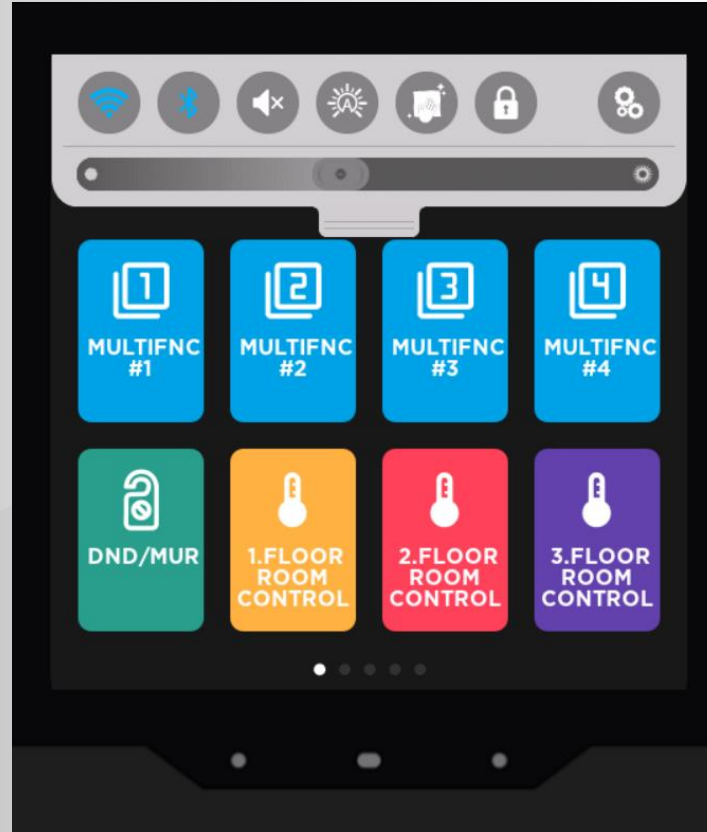 A
1
2
3
4
MULTIFNC
#1
MULTIFNC
#2
MULTIFNC
#3
MULTIFNC
#4
DND/MUR
1.FLOOR
ROOM
CONTROL
2.FLOOR
ROOM
CONTROL
3.FLOOR
ROOM
CONTROL